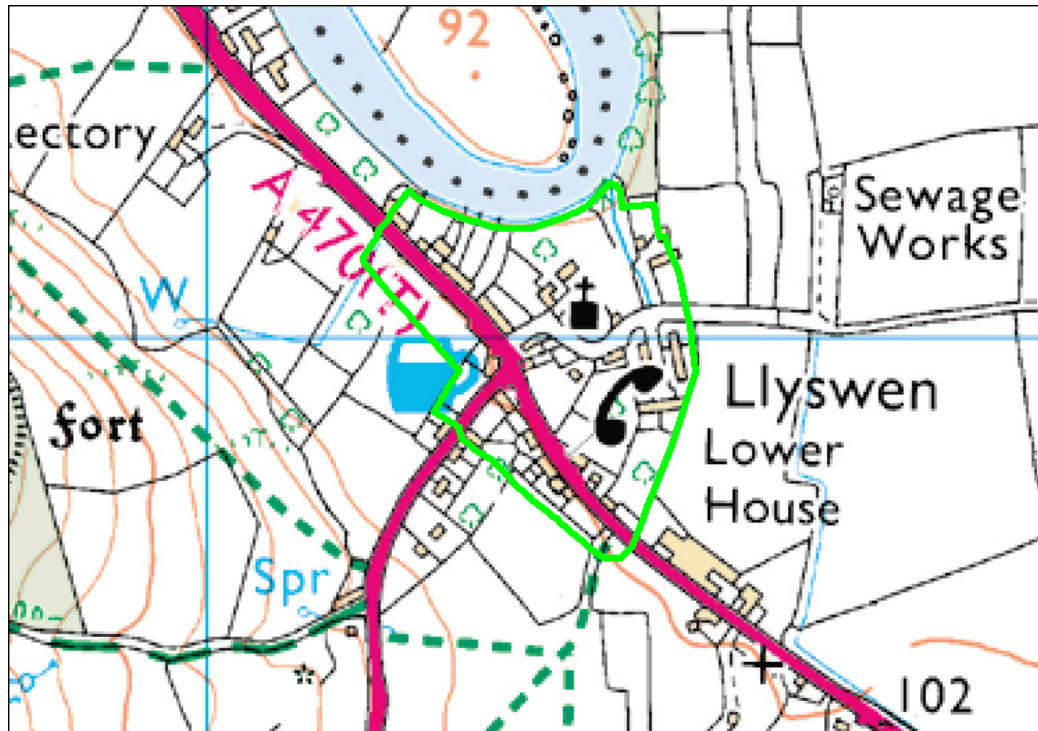 92
ectory
A 470(T)
Sewage
Works
W
Llyswen
fort
Lower
House
Spr
102